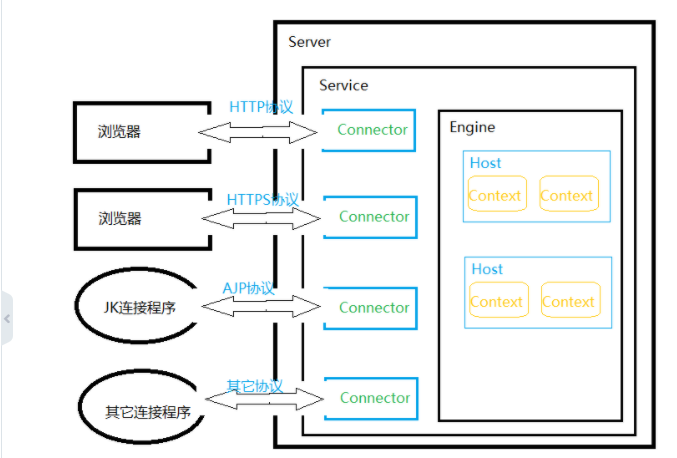 Server
Service
HTTP协议
浏览器
Connector
Engine
Host
Context Context
HTTPS协议
浏览器
Connector
Host
Context Context
AJP协议
JK连接程序
Connector
其它协议
其它连接程序
Connector